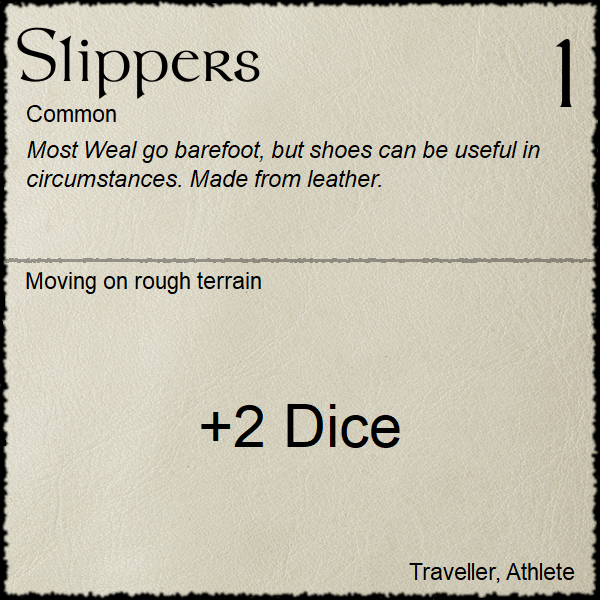 Slippers
1
Common
Most Weal go barefoot, but shoes can be useful in
circumstances. Made from leather.
Moving on rough terrain
+2 Dice
Traveller, Athlete